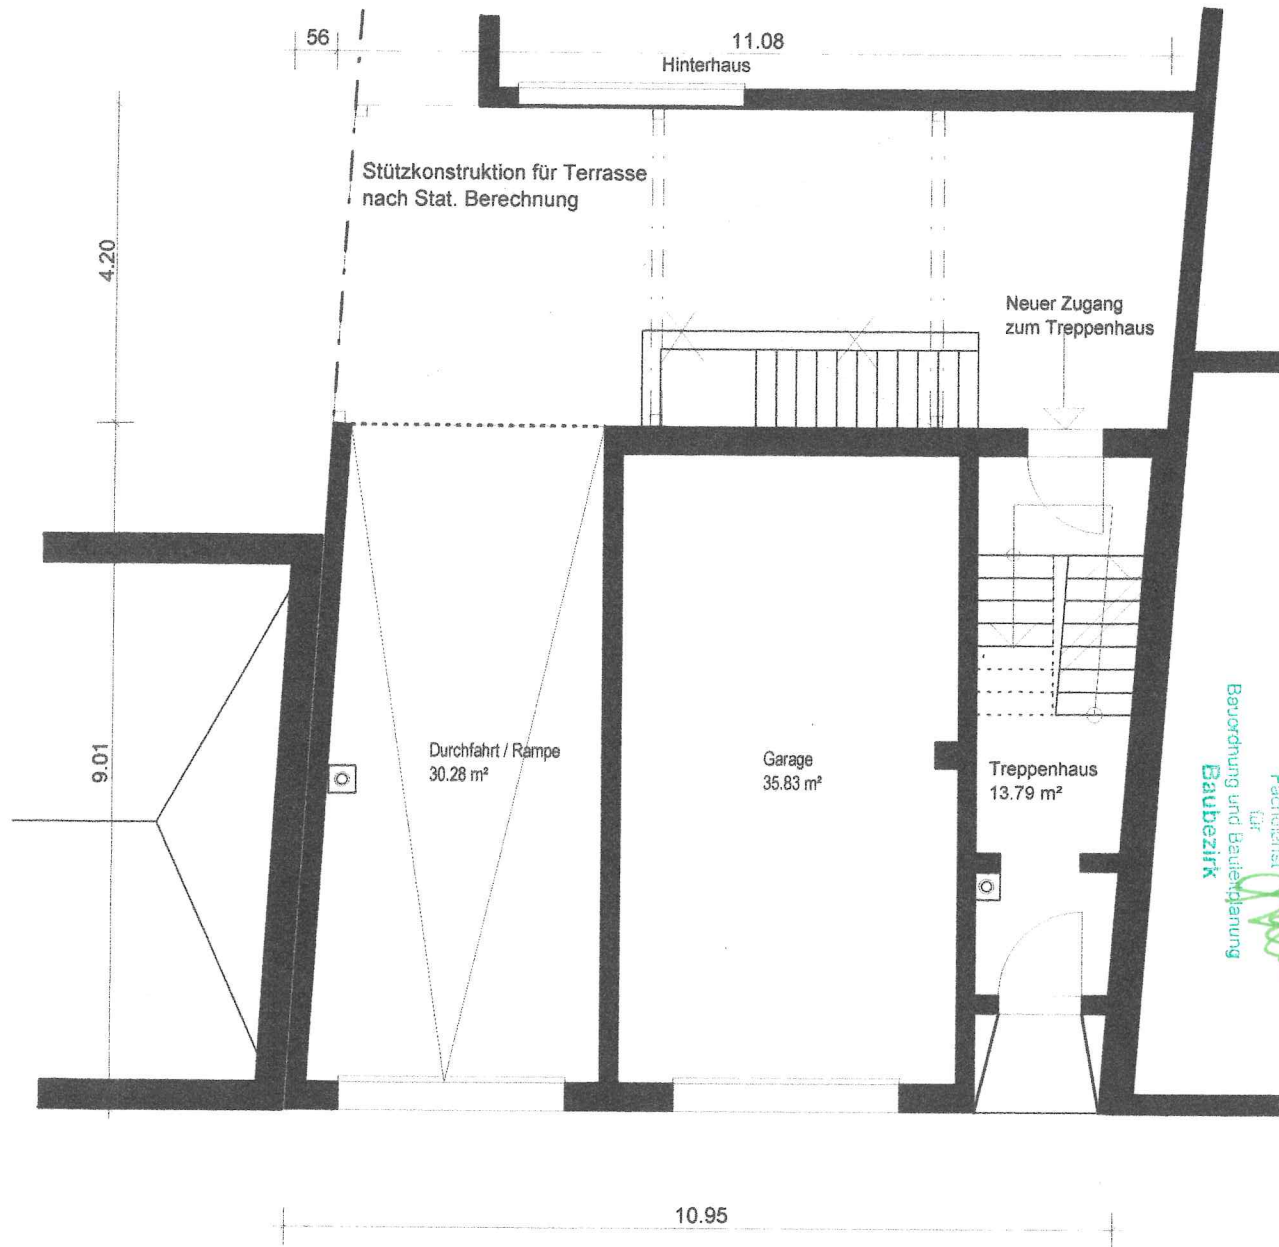 56
11.08
Hinterhaus
Stützkonstruktion für Terrasse
nach Stat. Berechnung
4.20
Neuer Zugang
zum Treppenhaus
9.01
Durchfahrt / Rampe
30.28 m²
Garage
35.83 m²
Treppenhaus
13.79 m²
für
Bauordnung und Bauleitplanung
Baubezirk
10.95